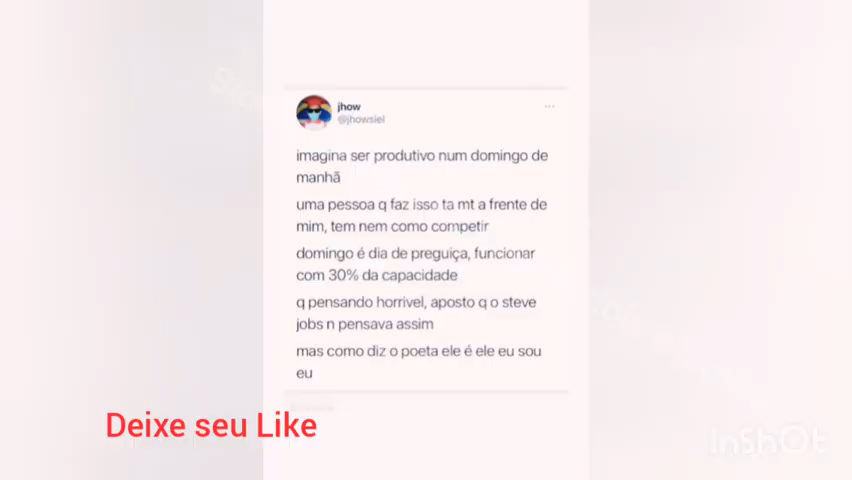 jhow
@jhowsiel
imagina ser produtivo num domingo de
manhã
uma pessoa q faz isso ta mt a frente de
mim, tem nem como competir
domingo é dia de preguiça, funcionar
com 30% da capacidade
q pensando horrivel, aposto q o steve
jobs n pensava assim
mas como diz o poeta ele é ele eu sou
eu
Deixe seu Like
InShOt